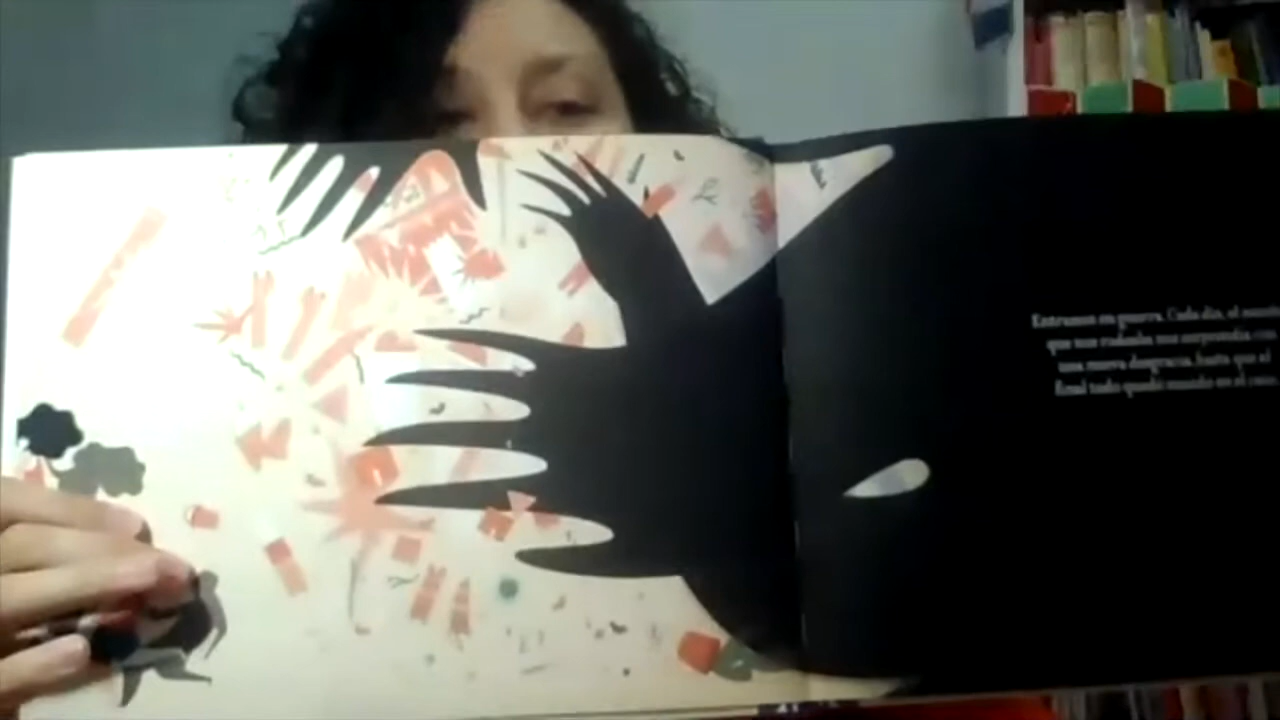 Entramos en guerra. Cada día, el mundo
que nos rodeaba nos sorprendía con
una nueva desgracia, hasta que al
final todo quedó sumido en el caos.